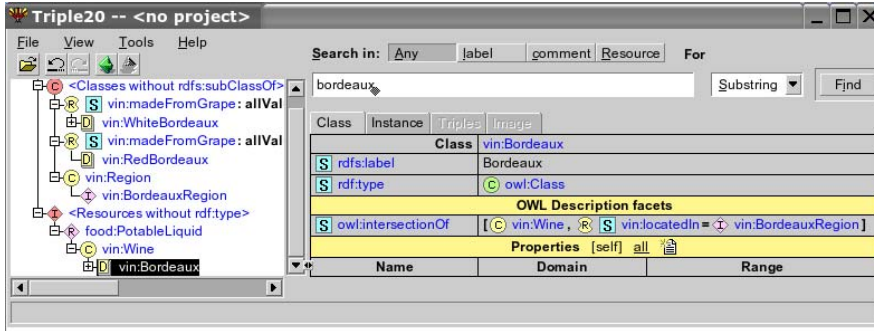 Triple20 -- <no project>
File View Tools Help
Search in: Any label comment Resource For
bordeaux Substring Find
<Classes without rdfs:subClassOf>
R S vin:madeFromGrape: allVal
D vin:WhiteBordeaux
R S vin:madeFromGrape: allVal
D vin:RedBordeaux
C vin:Region
I vin:BordeauxRegion
I <Resources without rdf:type>
R food:PotableLiquid
C vin:Wine
D vin:Bordeaux
Class Instance Triples Image
Class vin:Bordeaux
S rdfs:label Bordeaux
S rdf:type C owl:Class
OWL Description facets
S owl:intersectionOf [ C vin:Wine , R S vin:locatedIn = I vin:BordeauxRegion ]
Properties [self] all
Name Domain Range